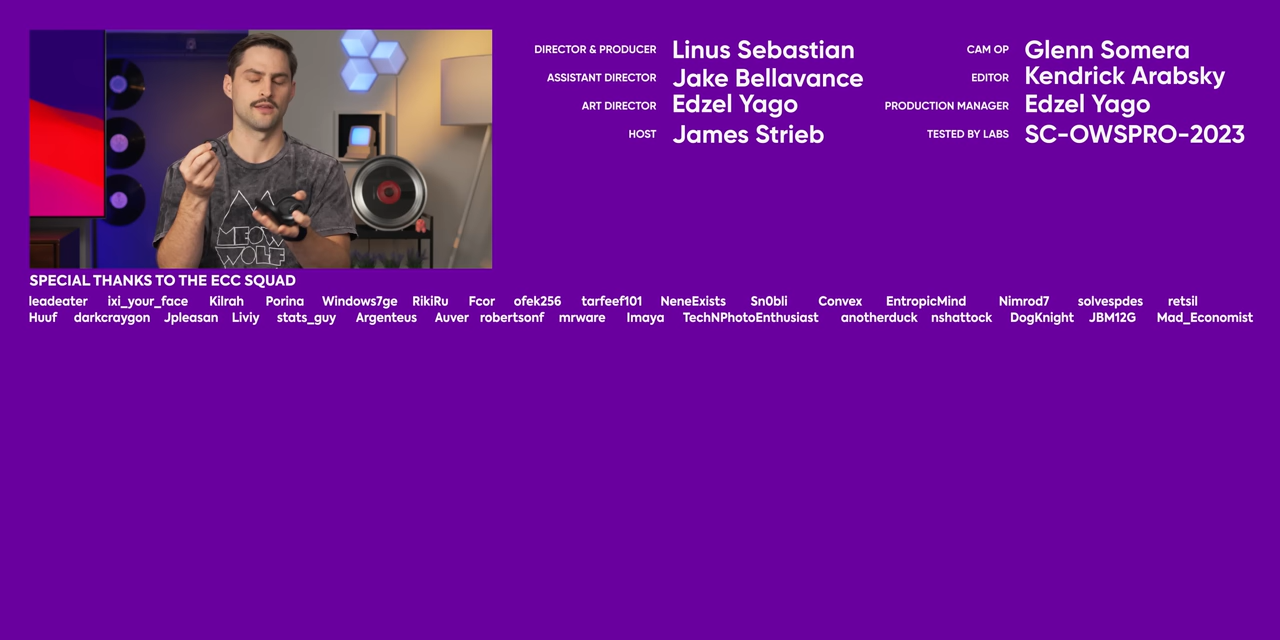 DIRECTOR & PRODUCER Linus Sebastian
ASSISTANT DIRECTOR Jake Bellavance
ART DIRECTOR Edzel Yago
HOST James Strieb
CAM OP Glenn Somera
EDITOR Kendrick Arabsky
PRODUCTION MANAGER Edzel Yago
TESTED BY LABS SC-OWSPRO-2023
MEOW
WOLF
SPECIAL THANKS TO THE ECC SQUAD
leadeater ixi_your_face Kilrah Porina Windows7ge RikiRu Fcor ofek256 tarfeef101 NeneExists Sn0bli Convex EntropicMind Nimrod7 solvespdes retsil
Huuf darkcraygon Jpleasan Liviy stats_guy Argenteus Auver robertsonf mrware Imaya TechNPhotoEnthusiast anotherduck nshattock DogKnight JBM12G Mad_Economist